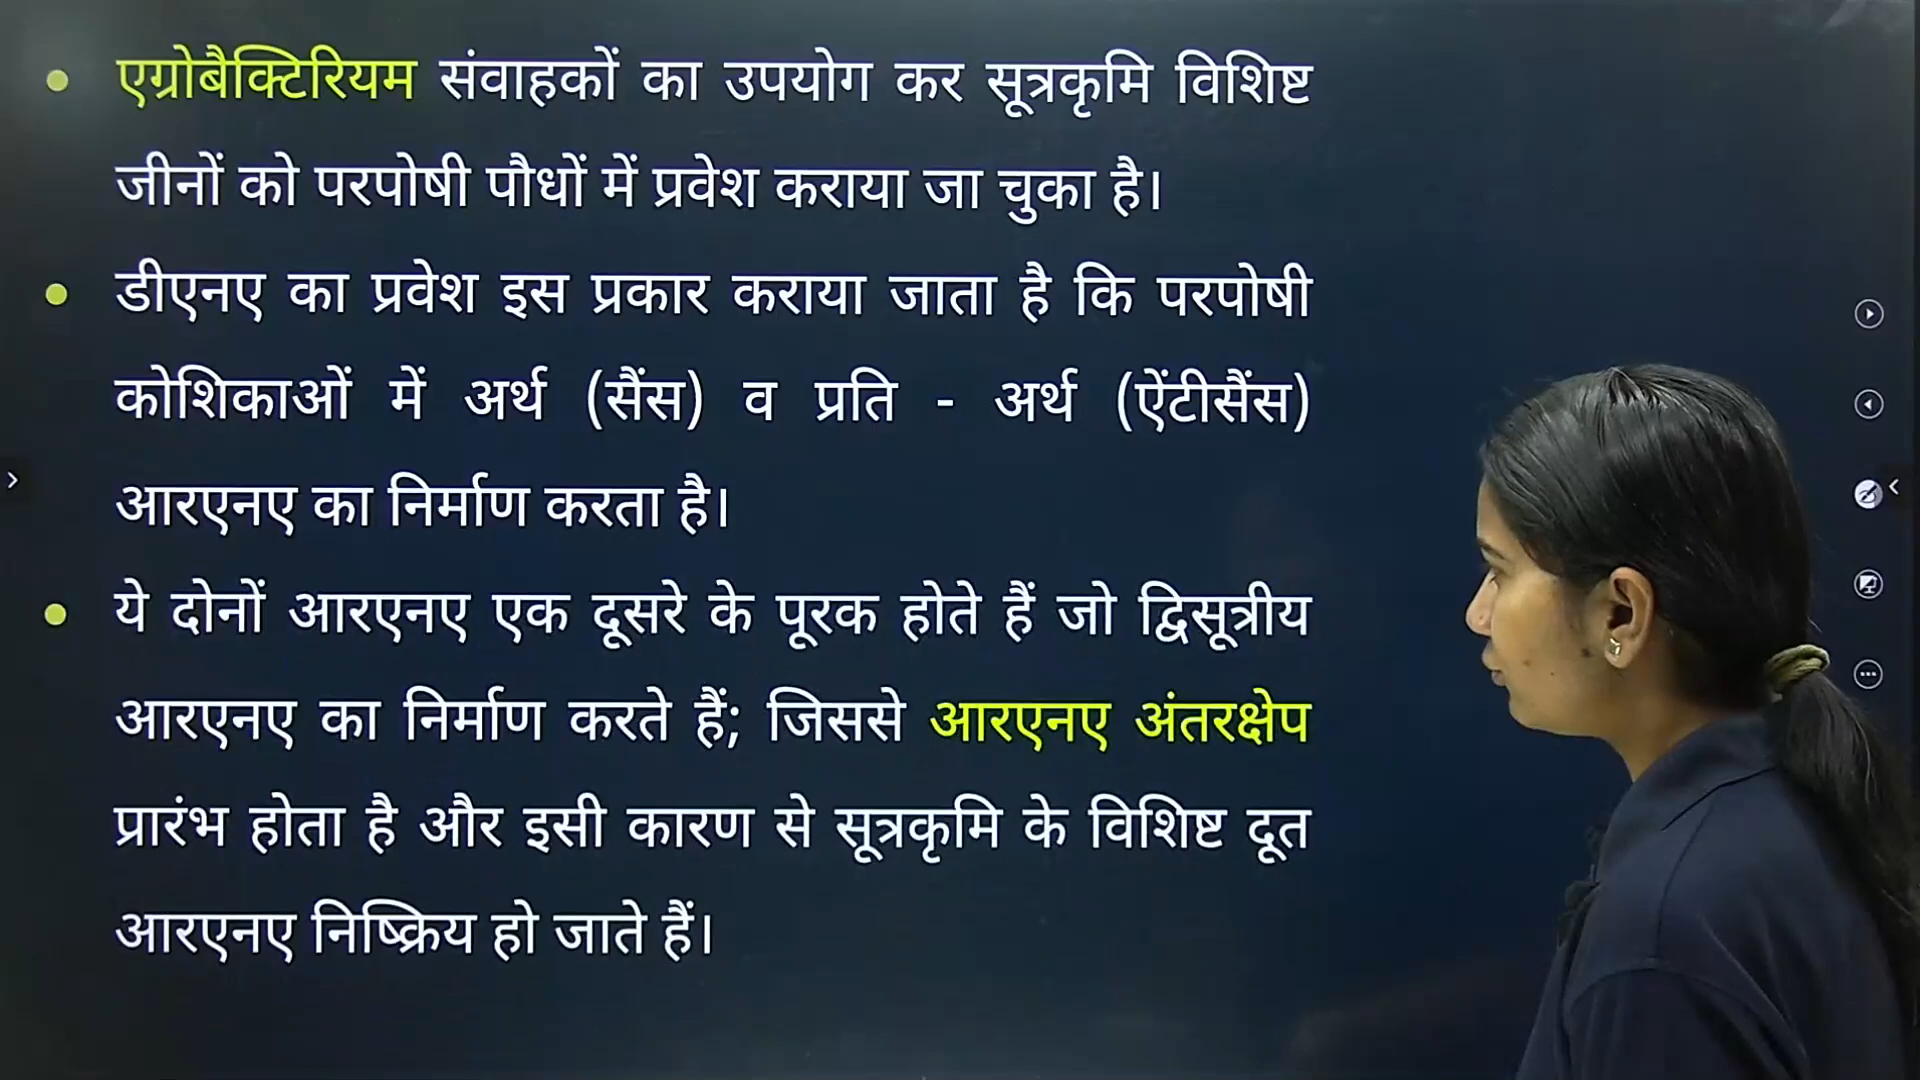 एग्रोबैक्टिरियम संवाहकों का उपयोग कर सूत्रकृमि विशिष्ट
जीनों को परपोषी पौधों में प्रवेश कराया जा चुका है।
डीएनए का प्रवेश इस प्रकार कराया जाता है कि परपोषी
कोशिकाओं में अर्थ (सैंस) व प्रति - अर्थ (ऐंटीसैंस)
आरएनए का निर्माण करता है।
ये दोनों आरएनए एक दूसरे के पूरक होते हैं जो द्विसूत्रीय
आरएनए का निर्माण करते हैं; जिससे आरएनए अंतरक्षेप
प्रारंभ होता है और इसी कारण से सूत्रकृमि के विशिष्ट दूत
आरएनए निष्क्रिय हो जाते हैं।